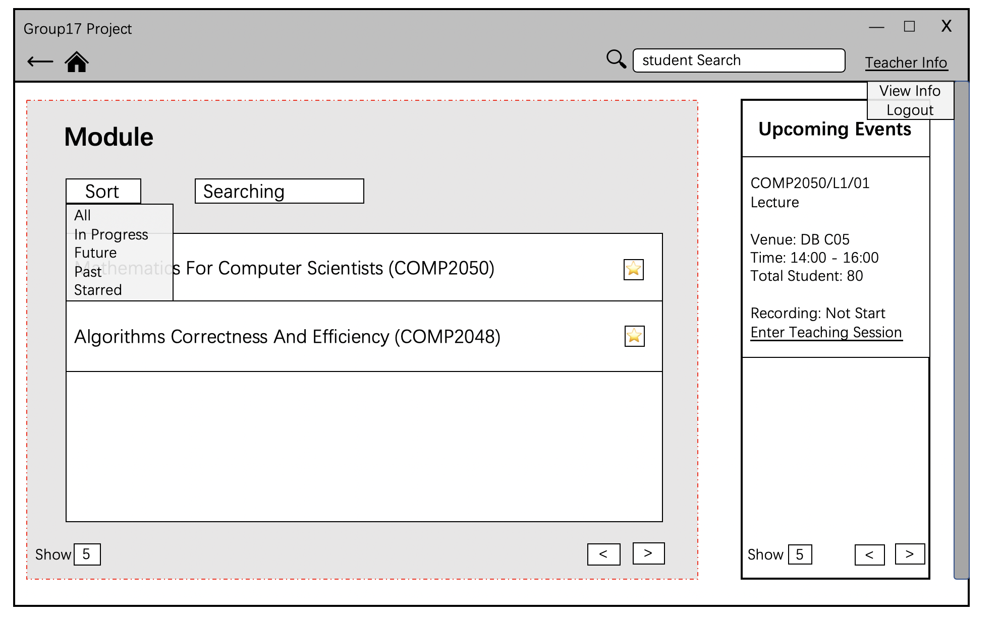 Group17 Project
— □ X
student Search
Teacher Info
View Info
Logout
Module
Sort
Searching
All
In Progress
Future
Past
Starred
Mathematics For Computer Scientists (COMP2050)
Algorithms Correctness And Efficiency (COMP2048)
Show 5
< >
Upcoming Events
COMP2050/L1/01
Lecture
Venue: DB C05
Time: 14:00 - 16:00
Total Student: 80
Recording: Not Start
Enter Teaching Session
Show 5
< >